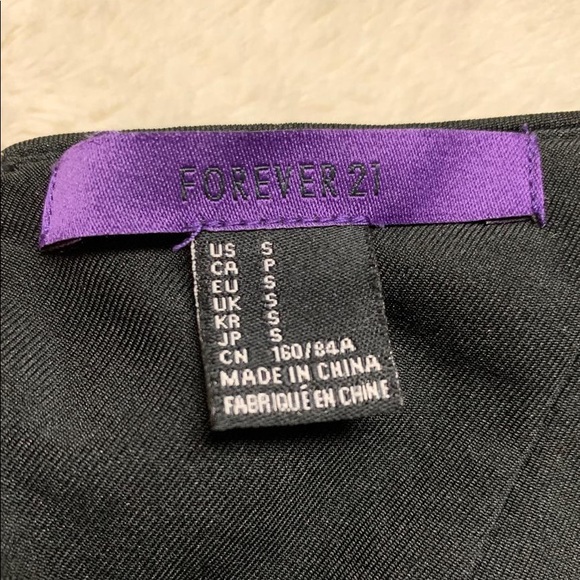 FOREVER 21
US S
CA P
EU S
UK S
KR S
JP S
CN 160/84A
MADE IN CHINA
FABRIQUÉ EN CHINE